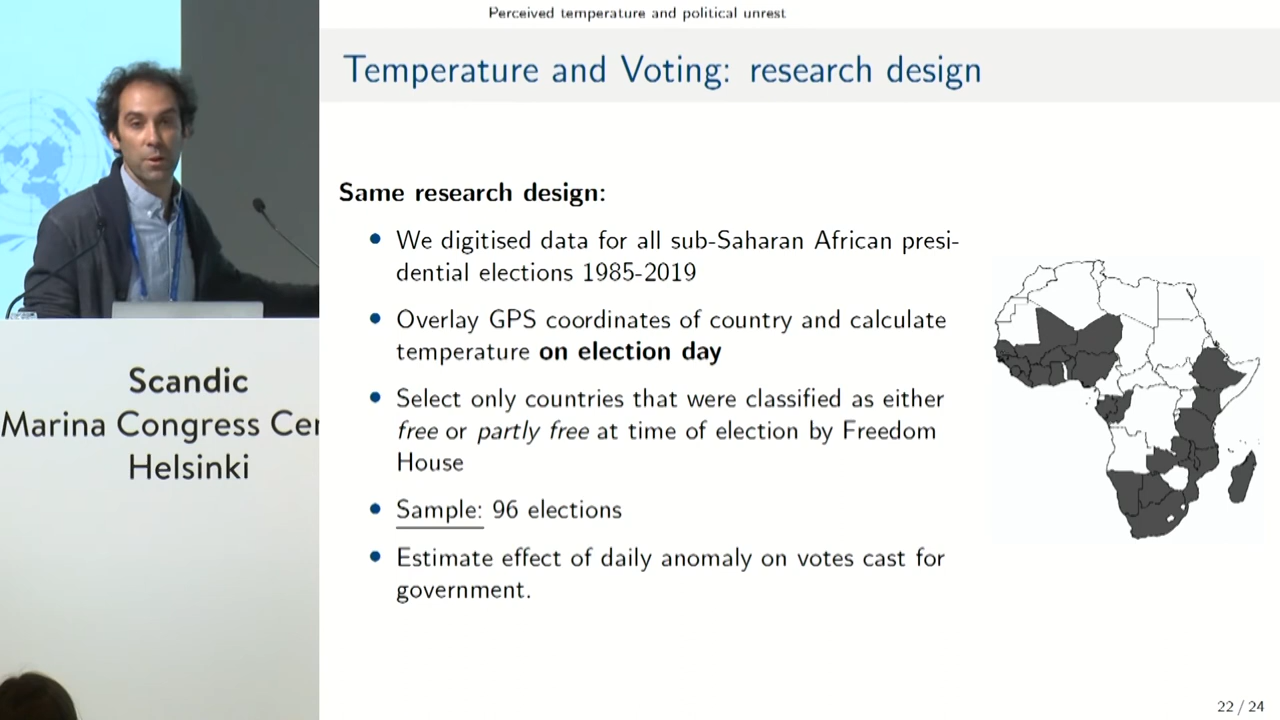 Perceived temperature and political unrest
Temperature and Voting: research design
Same research design:
• We digitised data for all sub-Saharan African presi-
dential elections 1985-2019
• Overlay GPS coordinates of country and calculate
temperature on election day
• Select only countries that were classified as either
free or partly free at time of election by Freedom
House
• Sample: 96 elections
• Estimate effect of daily anomaly on votes cast for
government.
22 / 24
Scandic
Marina Congress Cen
Helsinki